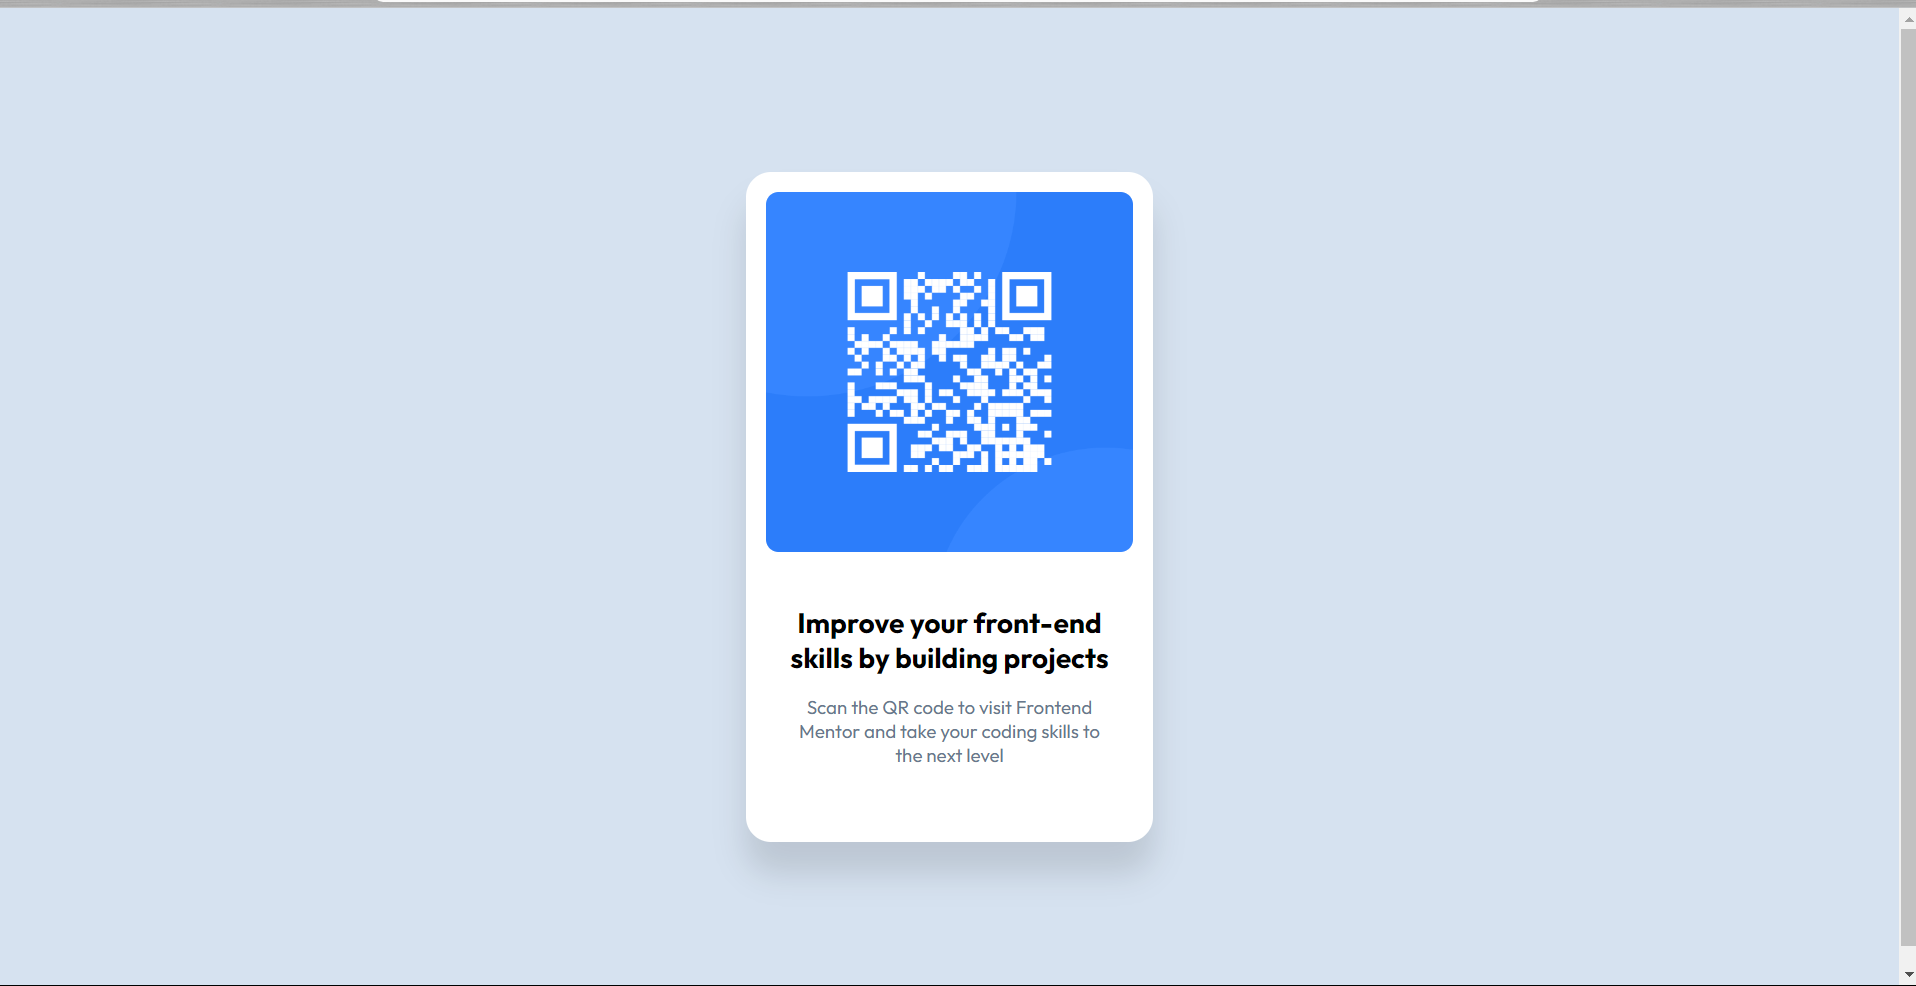 Improve your front-end
skills by building projects
Scan the QR code to visit Frontend
Mentor and take your coding skills to
the next level